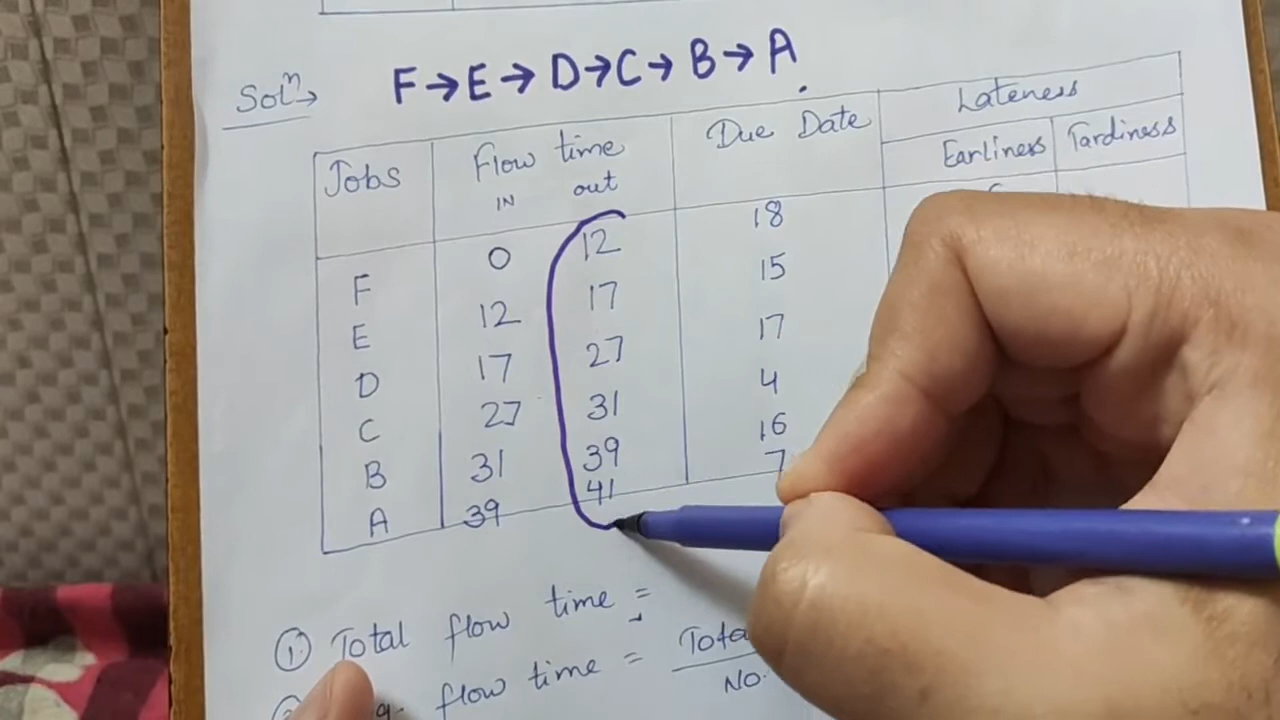 Solⁿ→ F→E→D→C→B→A
Jobs Flow time Due Date Lateness
IN out Earliness Tardiness
F 0 12 18
E 12 17 15
D 17 27 17
C 27 31 4
B 31 39 16
A 39 41 7
① Total flow time =
flow time =
No.